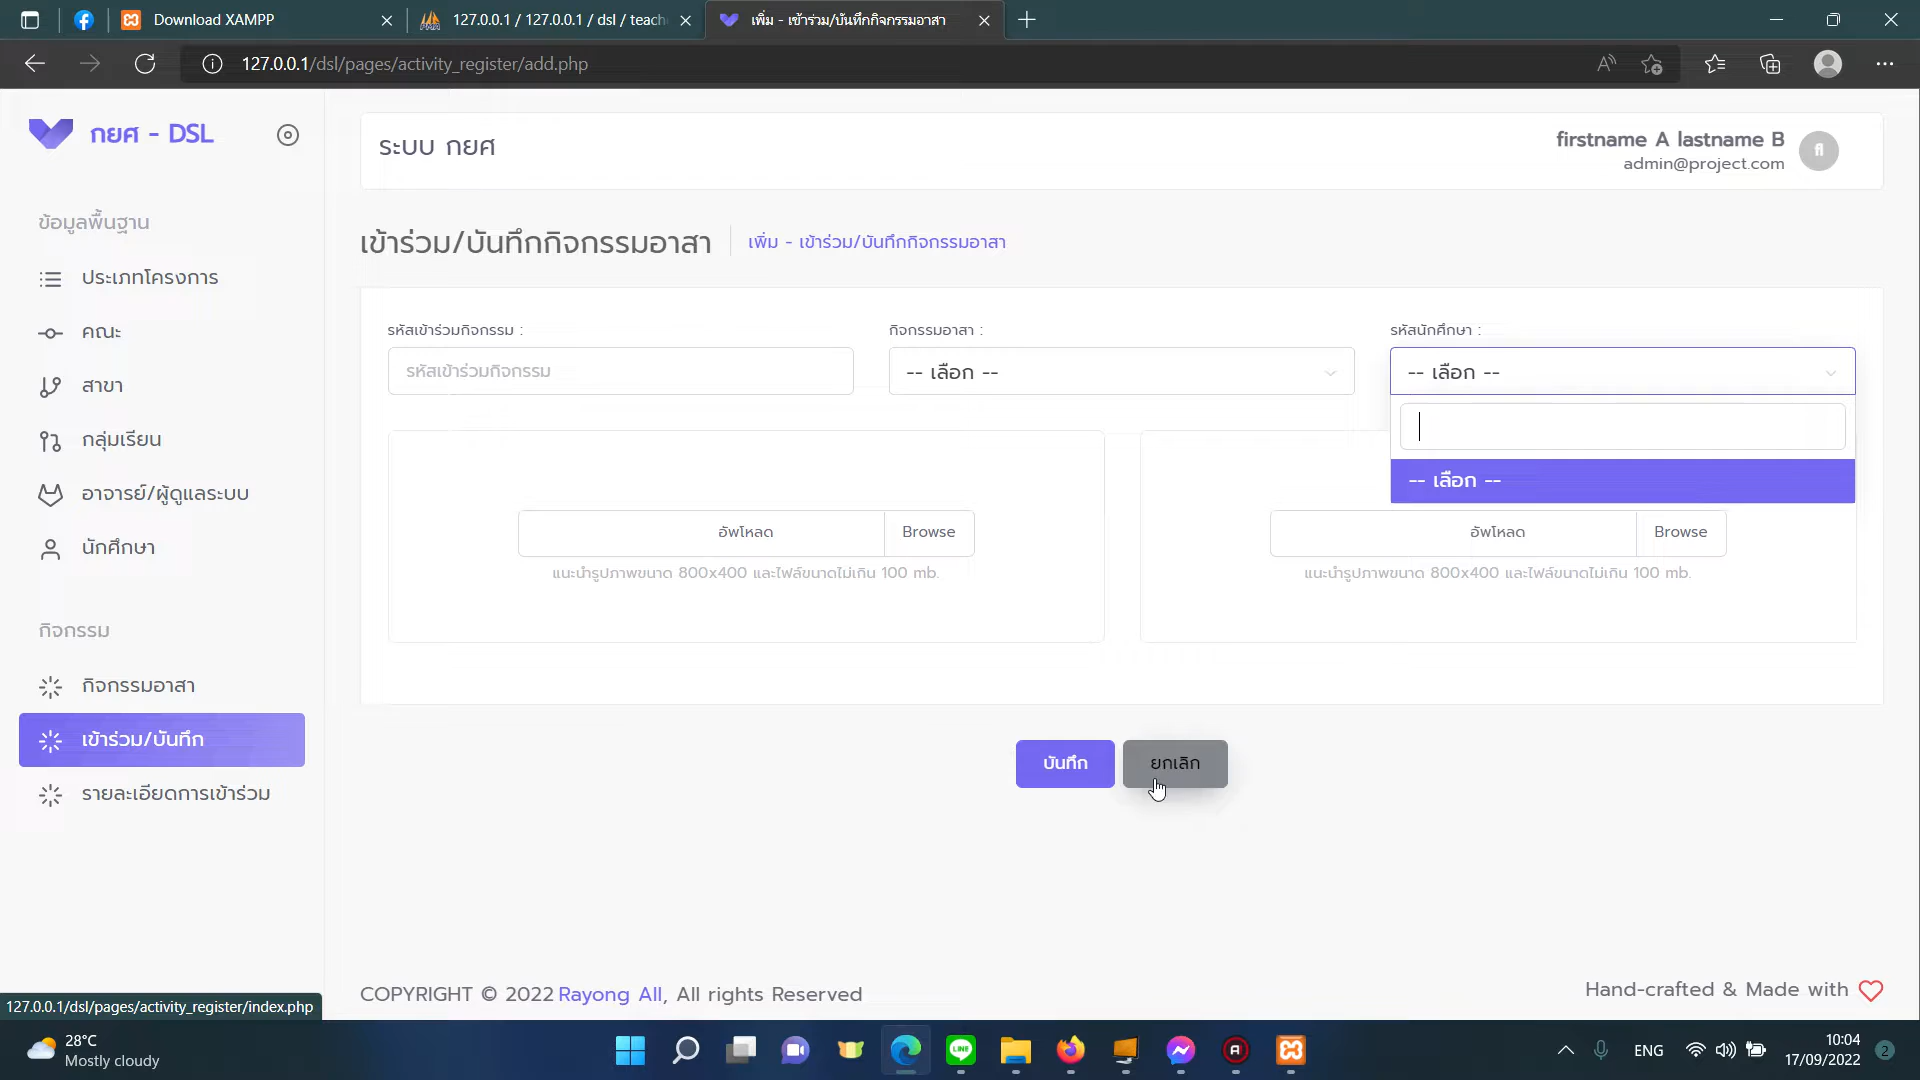 Download XAMPP
127.0.0.1 / 127.0.0.1 / dsl / teach
เพิ่ม - เข้าร่วม/บันทึกกิจกรรมอาสา
127.0.0.1/dsl/pages/activity_register/add.php
กยศ - DSL
ระบบ กยศ
firstname A lastname B
admin@project.com
fl
ข้อมูลพื้นฐาน
ประเภทโครงการ
คณะ
สาขา
กลุ่มเรียน
อาจารย์/ผู้ดูแลระบบ
นักศึกษา
กิจกรรม
กิจกรรมอาสา
เข้าร่วม/บันทึก
รายละเอียดการเข้าร่วม
เข้าร่วม/บันทึกกิจกรรมอาสา
เพิ่ม - เข้าร่วม/บันทึกกิจกรรมอาสา
รหัสเข้าร่วมกิจกรรม :
กิจกรรมอาสา :
รหัสนักศึกษา :
รหัสเข้าร่วมกิจกรรม
-- เลือก --
-- เลือก --
-- เลือก --
อัพโหลด
Browse
อัพโหลด
Browse
แนะนำรูปภาพขนาด 800x400 และไฟล์ขนาดไม่เกิน 100 mb.
แนะนำรูปภาพขนาด 800x400 และไฟล์ขนาดไม่เกิน 100 mb.
บันทึก
ยกเลิก
COPYRIGHT © 2022 Rayong All, All rights Reserved
Hand-crafted & Made with
127.0.0.1/dsl/pages/activity_register/index.php
28°C
Mostly cloudy
LINE
ENG
10:04
17/09/2022
2